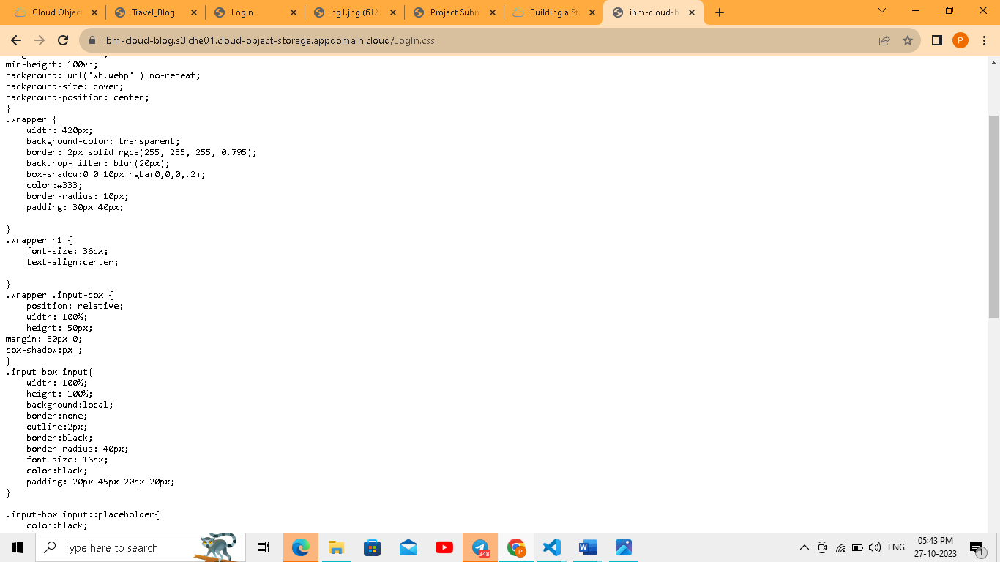 Cloud Objec
Travel_Blog
Login
bg1.jpg (612
Project Subm
Building a St
ibm-cloud-b
ibm-cloud-blog.s3.che01.cloud-object-storage.appdomain.cloud/LogIn.css
P
min-height: 100vh;
background: url('wh.webp' ) no-repeat;
background-size: cover;
background-position: center;
}
.wrapper {
    width: 420px;
    background-color: transparent;
    border: 2px solid rgba(255, 255, 255, 0.795);
    backdrop-filter: blur(20px);
    box-shadow:0 0 10px rgba(0,0,0,.2);
    color:#333;
    border-radius: 10px;
    padding: 30px 40px;
}
.wrapper h1 {
    font-size: 36px;
    text-align:center;
}
.wrapper .input-box {
    position: relative;
    width: 100%;
    height: 50px;
margin: 30px 0;
box-shadow:px ;
}
.input-box input{
    width: 100%;
    height: 100%;
    background:local;
    border:none;
    outline:2px;
    border:black;
    border-radius: 40px;
    font-size: 16px;
    color:black;
    padding: 20px 45px 20px 20px;
}
.input-box input::placeholder{
    color:black;
Type here to search
348
P
W
ENG
05:43 PM
27-10-2023
1